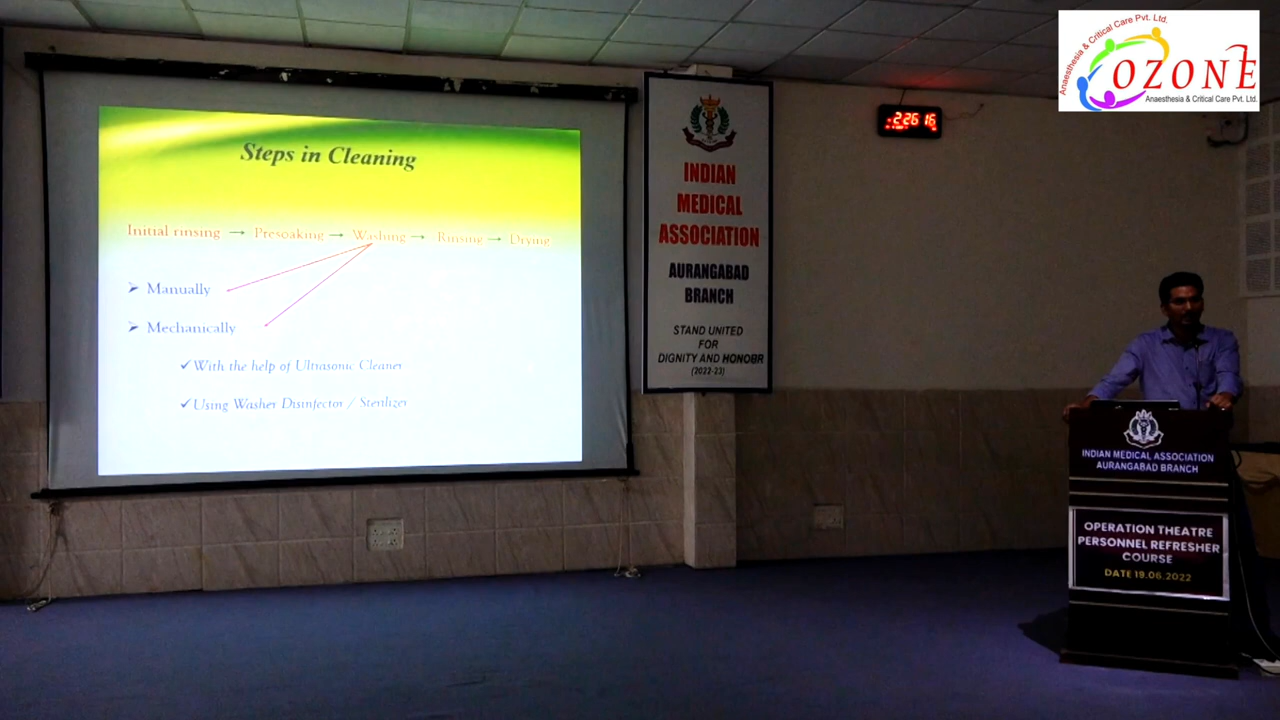 Steps in Cleaning
Initial rinsing → Presoaking → Washing → Rinsing → Drying
➢ Manually
➢ Mechanically
✓With the help of Ultrasonic Cleaner
✓Using Washer Disinfector / Sterilizer
INDIAN
MEDICAL
ASSOCIATION
AURANGABAD
BRANCH
STAND UNITED
FOR
DIGNITY AND HONOUR
(2022-23)
2:26 16
Anaesthesia & Critical Care Pvt. Ltd.
OZONE
Anaesthesia & Critical Care Pvt. Ltd.
INDIAN MEDICAL ASSOCIATION
AURANGABAD BRANCH
OPERATION THEATRE
PERSONNEL REFRESHER
COURSE
DATE 19.06.2022